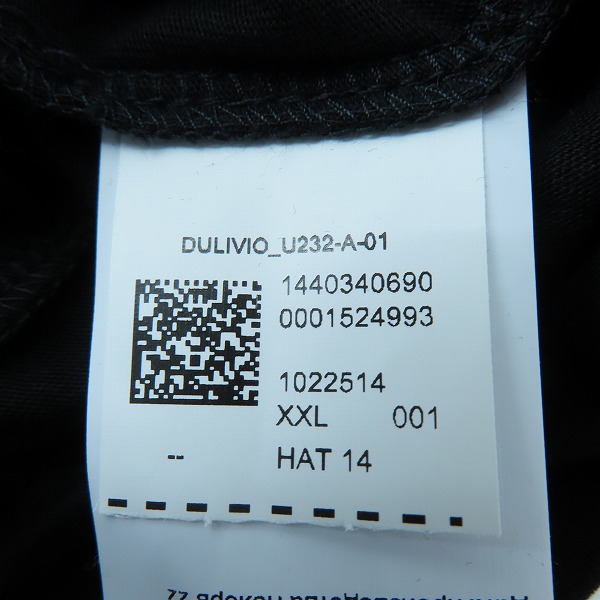 DULIVIO_U232-A-01
1440340690
0001524993
1022514
XXL 001
-- HAT 14